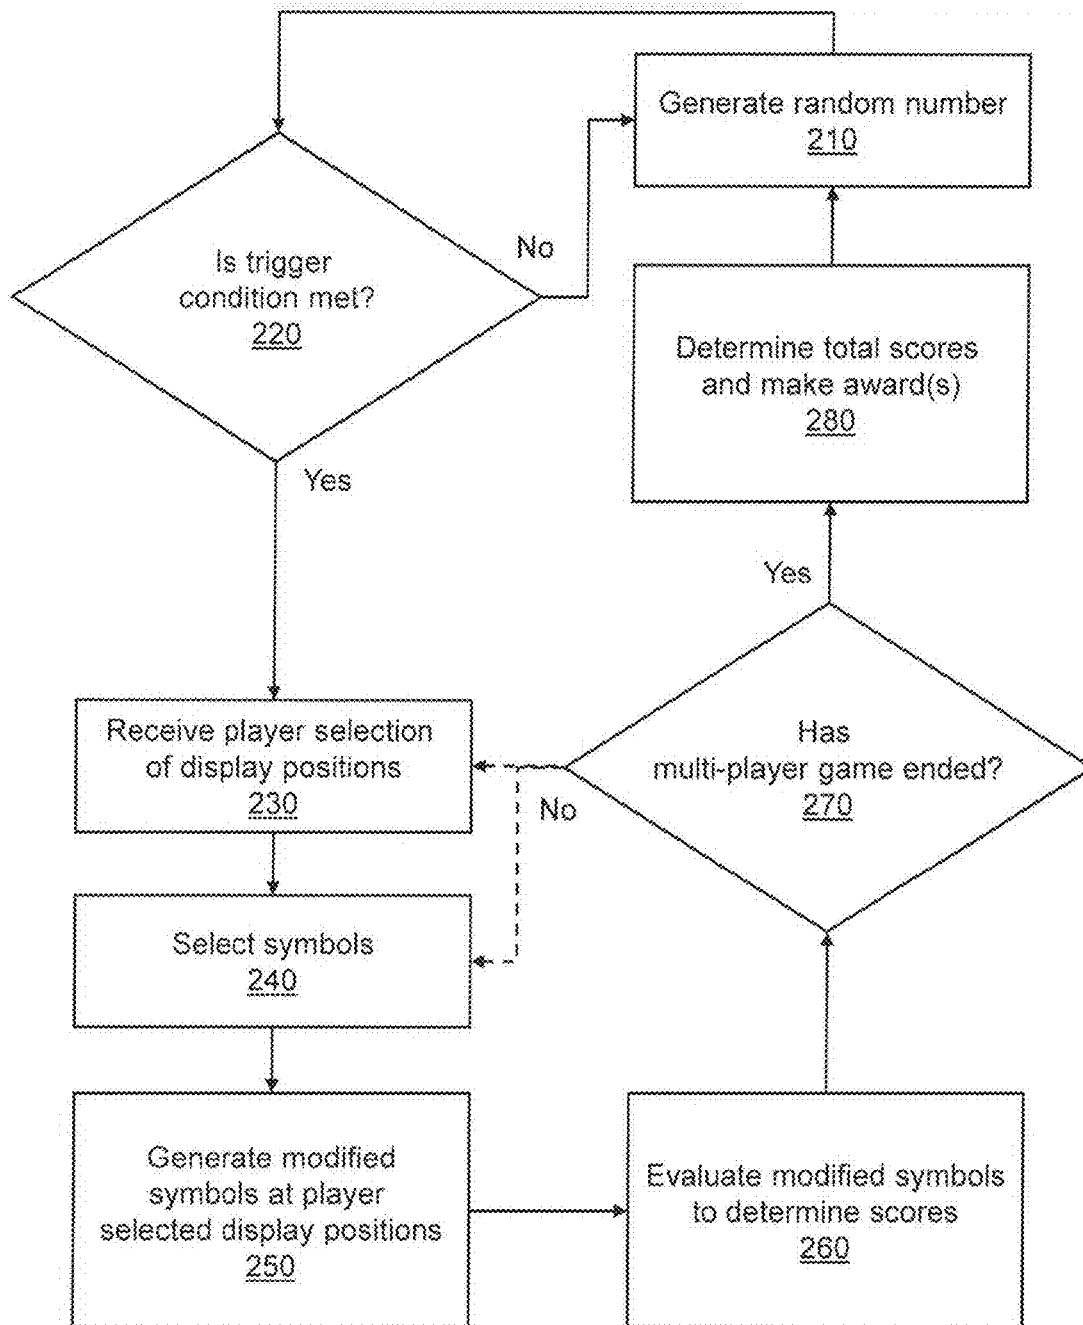 Generate random number
210
No
Is trigger
condition met?
220
Determine total scores
and make award(s)
280
Yes
Yes
Receive player selection
of display positions
230
Has
multi-player game ended?
270
No
Select symbols
240
Generate modified
symbols at player
selected display positions
250
Evaluate modified symbols
to determine scores
260